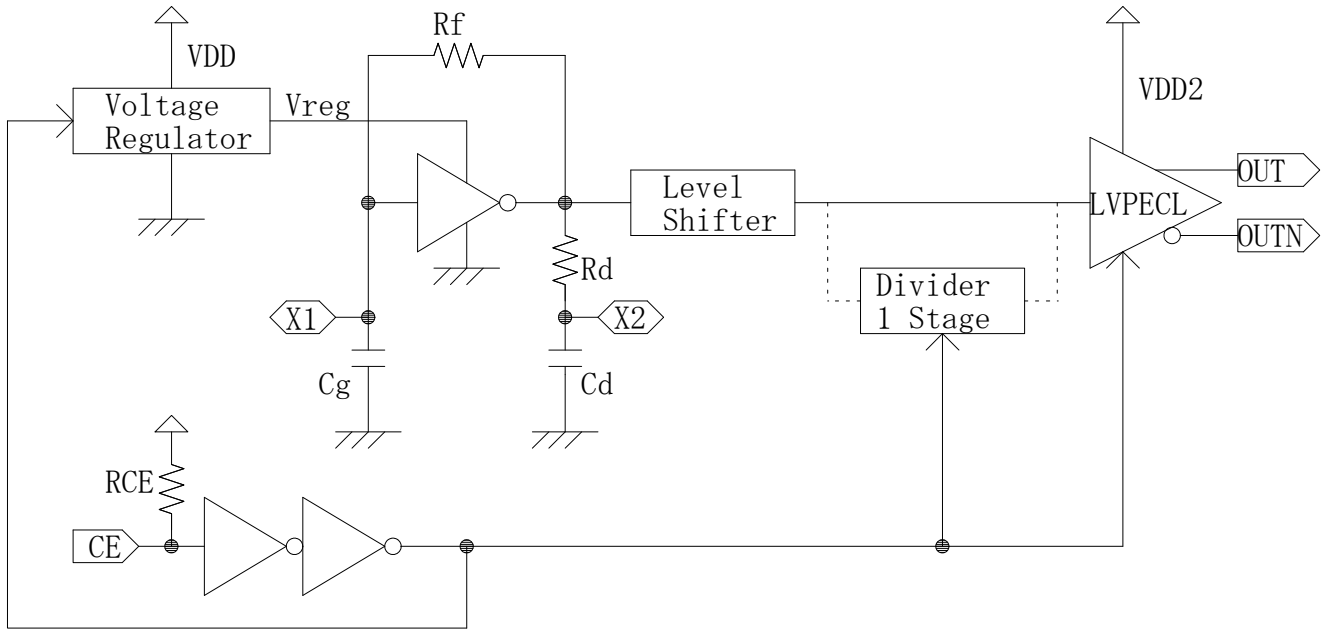 Rf
VDD
VDD2
Voltage
Regulator
Vreg
OUT
Level
Shifter
LVPECL
OUTN
Rd
Divider
1 Stage
X1
X2
Cg
Cd
RCE
CE